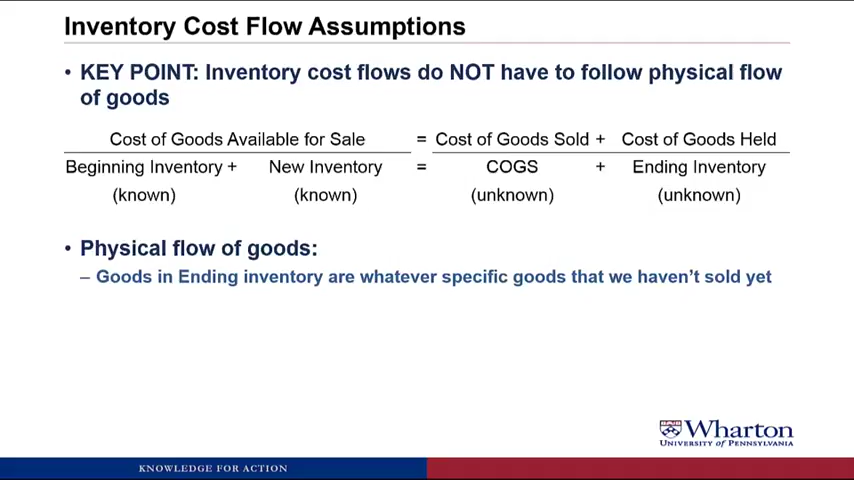 Inventory Cost Flow Assumptions
• KEY POINT: Inventory cost flows do NOT have to follow physical flow
of goods
Cost of Goods Available for Sale = Cost of Goods Sold + Cost of Goods Held
Beginning Inventory + New Inventory = COGS + Ending Inventory
(known) (known) (unknown) (unknown)
• Physical flow of goods:
– Goods in Ending inventory are whatever specific goods that we haven't sold yet
Wharton
UNIVERSITY OF PENNSYLVANIA
KNOWLEDGE FOR ACTION